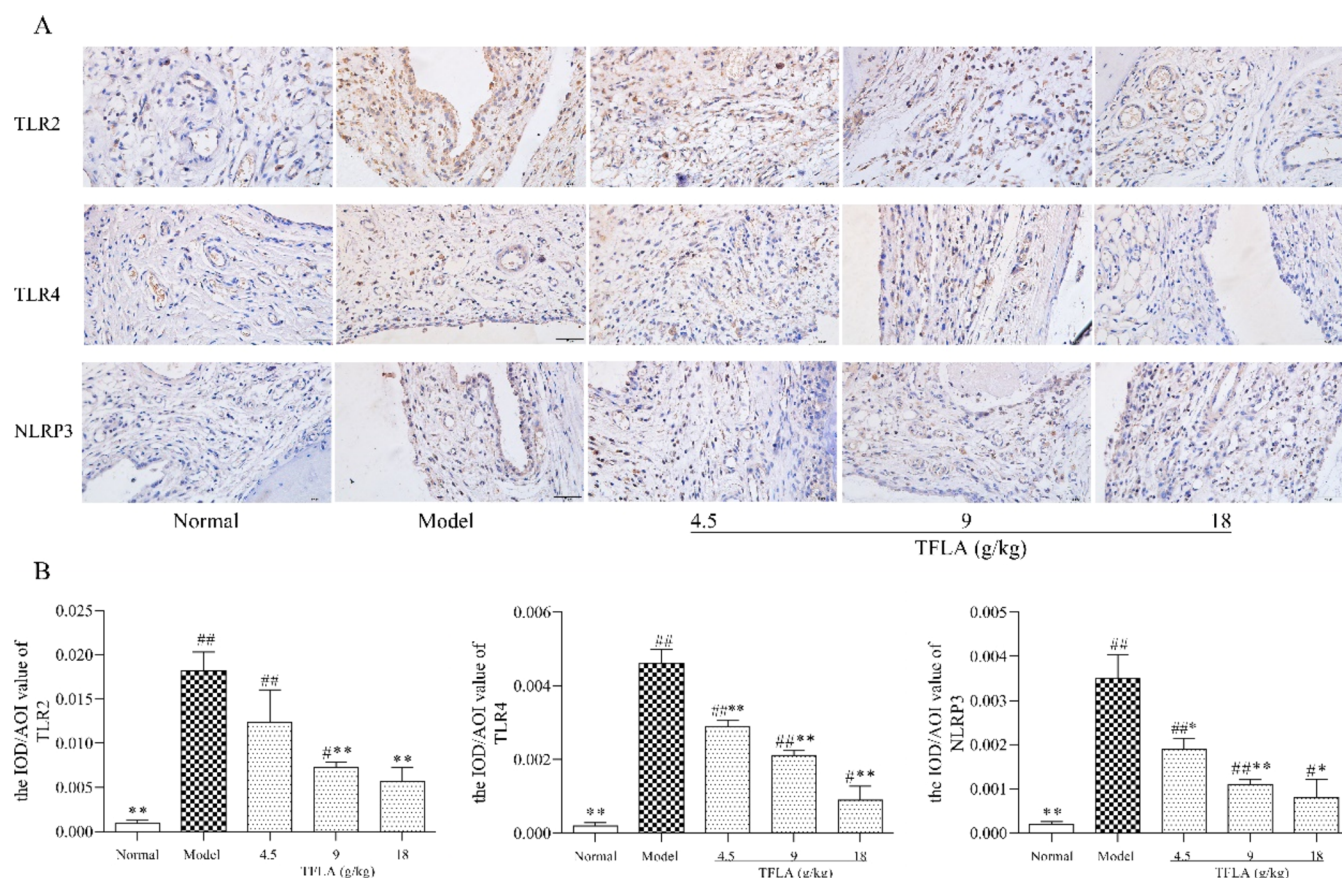 A
TLR2
TLR4
NLRP3
Normal
Model
4.5
9
18
TFLA (g/kg)
B
the IOD/AOI value of
TLR2
0.025
0.020
0.015
0.010
0.005
0.000
**
##
##
#**
**
Normal
Model
4.5
9
18
TFLA (g/kg)
the IOD/AOI value of
TLR4
0.006
0.004
0.002
0.000
**
##
##**
##**
#**
Normal
Model
4.5
9
18
TFLA (g/kg)
the IOD/AOI value of
NLRP3
0.005
0.004
0.003
0.002
0.001
0.000
**
##
##*
##**
#*
Normal
Model
4.5
9
18
TFLA (g/kg)